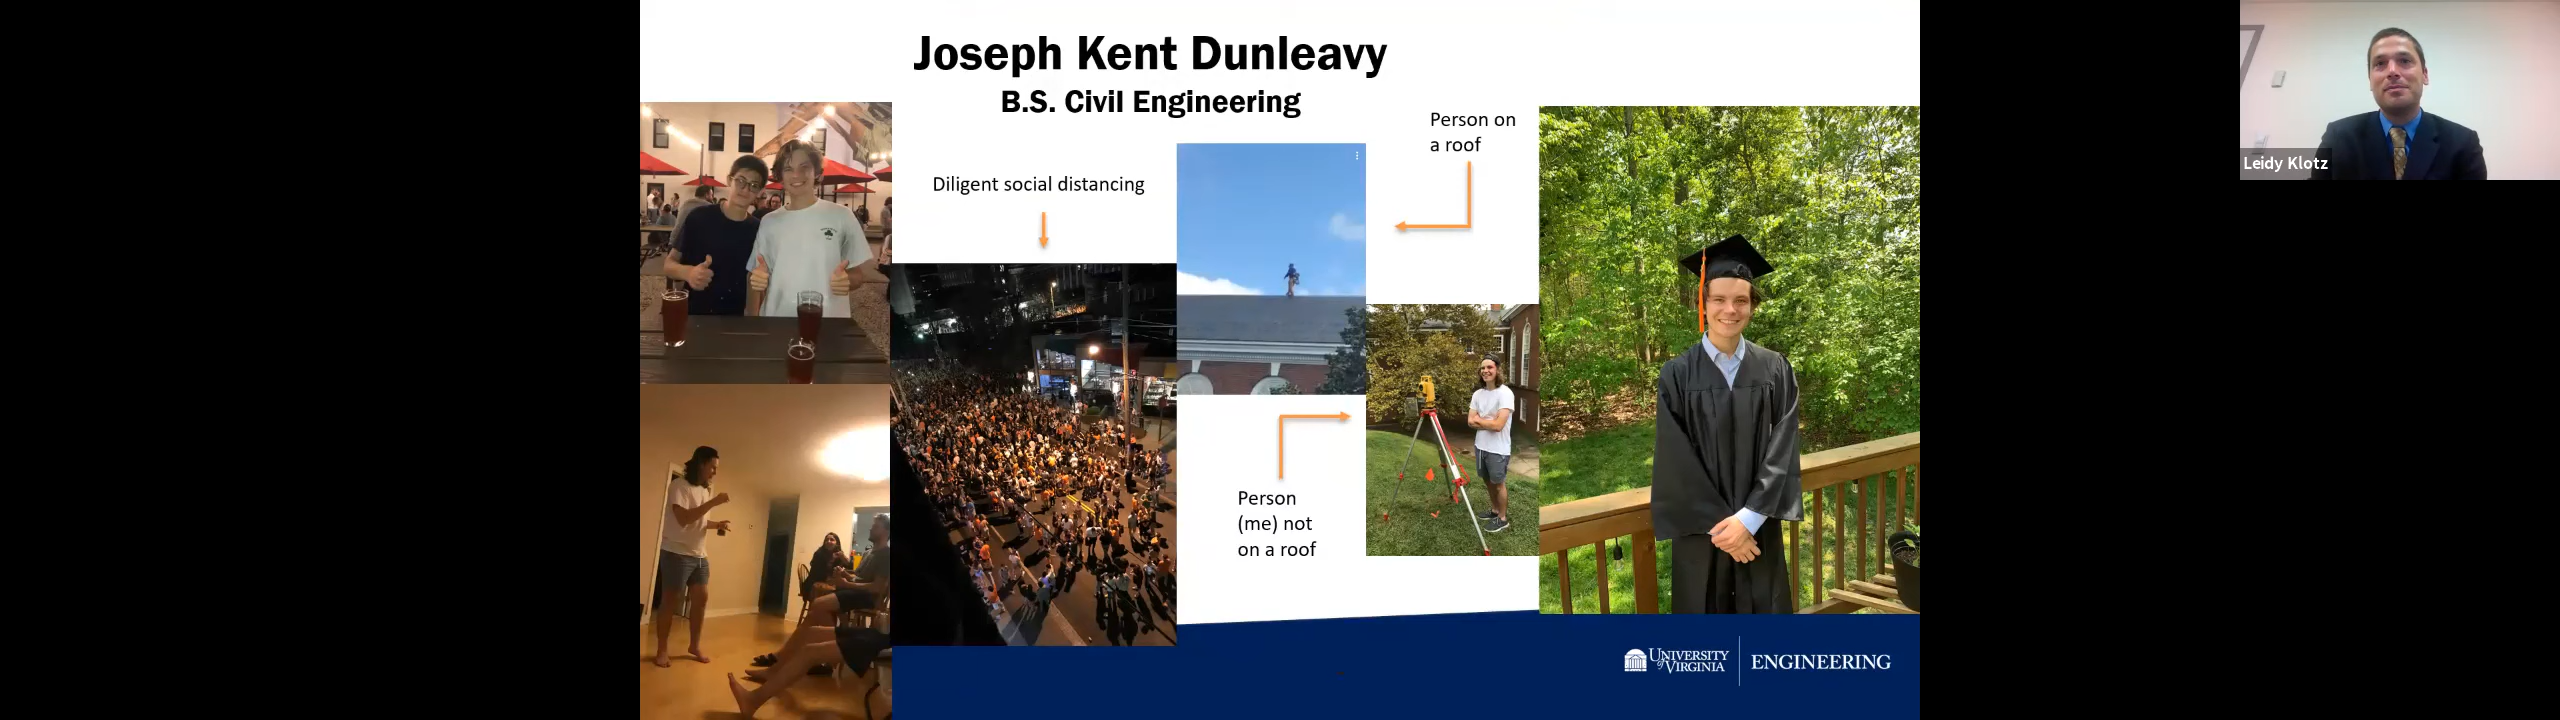 Joseph Kent Dunleavy
B.S. Civil Engineering
Person on
a roof
Diligent social distancing
Person
(me) not
on a roof
UNIVERSITY
of VIRGINIA
ENGINEERING
Leidy Klotz